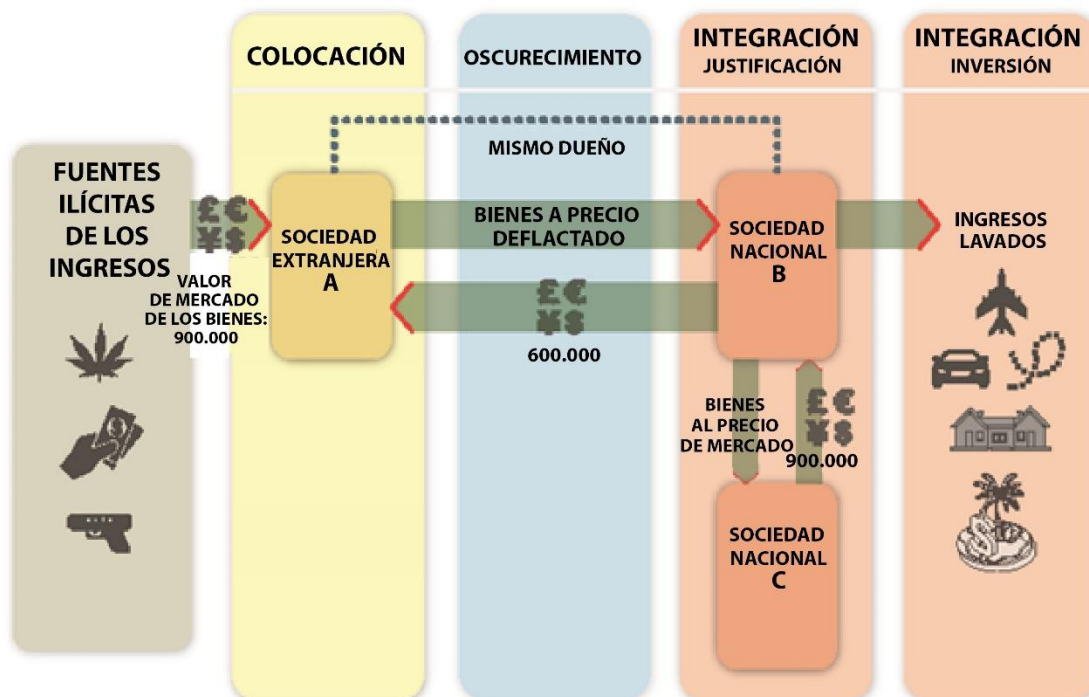 COLOCACIÓN
OSCURECIMIENTO
INTEGRACIÓN
JUSTIFICACIÓN
INTEGRACIÓN
INVERSIÓN
FUENTES
ILÍCITAS
DE LOS
INGRESOS
£ €
¥ $
VALOR
DE MERCADO
DE LOS BIENES:
900.000
SOCIEDAD
EXTRANJERA
A
MISMO DUEÑO
BIENES A PRECIO
DEFLACTADO
£ €
¥ $
600.000
SOCIEDAD
NACIONAL
B
BIENES
AL PRECIO
DE MERCADO
£ €
¥ $
900.000
SOCIEDAD
NACIONAL
C
INGRESOS
LAVADOS